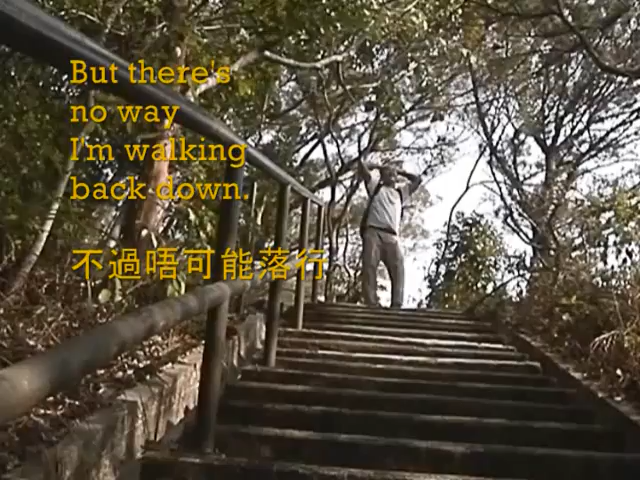 But there's
no way
I'm walking
back down.
不過唔可能落行